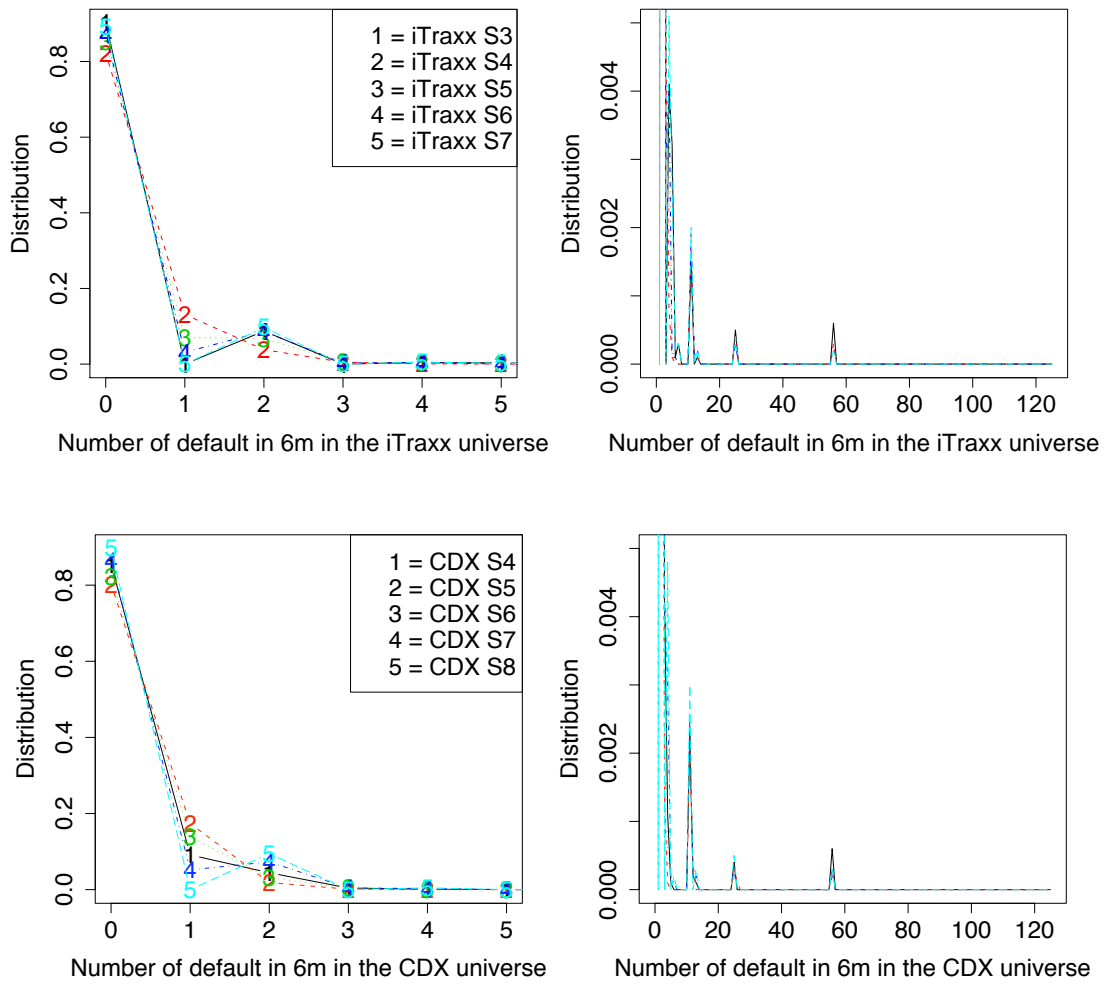 Distribution
0.0 0.2 0.4 0.6 0.8
1 = iTraxx S3
2 = iTraxx S4
3 = iTraxx S5
4 = iTraxx S6
5 = iTraxx S7
0 1 2 3 4 5
Number of default in 6m in the iTraxx universe
Distribution
0.000 0.002 0.004
0 20 40 60 80 100 120
Number of default in 6m in the iTraxx universe
Distribution
0.0 0.2 0.4 0.6 0.8
1 = CDX S4
2 = CDX S5
3 = CDX S6
4 = CDX S7
5 = CDX S8
0 1 2 3 4 5
Number of default in 6m in the CDX universe
Distribution
0.000 0.002 0.004
0 20 40 60 80 100 120
Number of default in 6m in the CDX universe